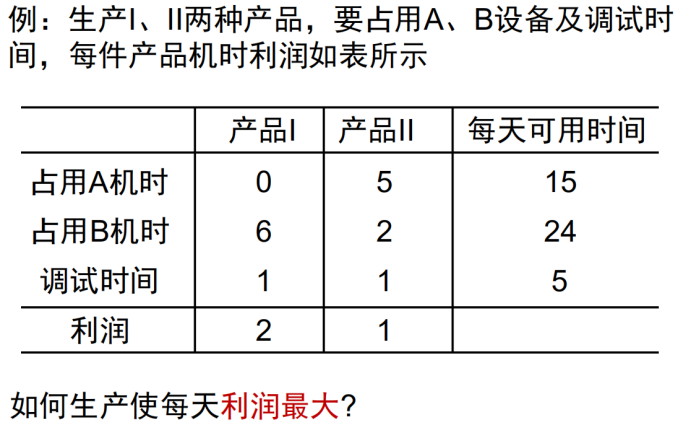 例：生产I、II两种产品，要占用A、B设备及调试时
间，每件产品机时利润如表所示
产品I 产品II 每天可用时间
占用A机时 0 5 15
占用B机时 6 2 24
调试时间 1 1 5
利润 2 1
如何生产使每天利润最大?